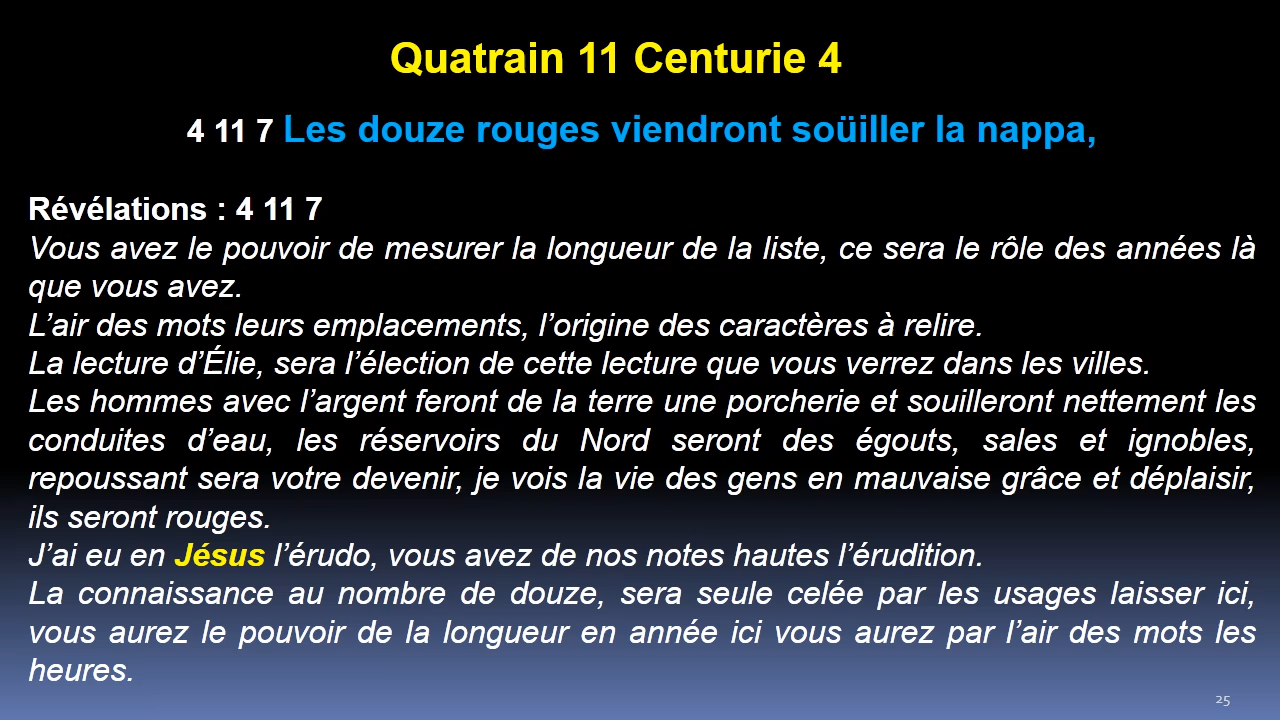 Quatrain 11 Centurie 4
4 11 7 Les douze rouges viendront soüiller la nappa,
Révélations : 4 11 7
Vous avez le pouvoir de mesurer la longueur de la liste, ce sera le rôle des années là
que vous avez.
L’air des mots leurs emplacements, l’origine des caractères à relire.
La lecture d’Élie, sera l’élection de cette lecture que vous verrez dans les villes.
Les hommes avec l’argent feront de la terre une porcherie et souilleront nettement les
conduites d’eau, les réservoirs du Nord seront des égouts, sales et ignobles,
repoussant sera votre devenir, je vois la vie des gens en mauvaise grâce et déplaisir,
ils seront rouges.
J’ai eu en Jésus l’érudo, vous avez de nos notes hautes l’érudition.
La connaissance au nombre de douze, sera seule celée par les usages laisser ici,
vous aurez le pouvoir de la longueur en année ici vous aurez par l’air des mots les
heures.
25